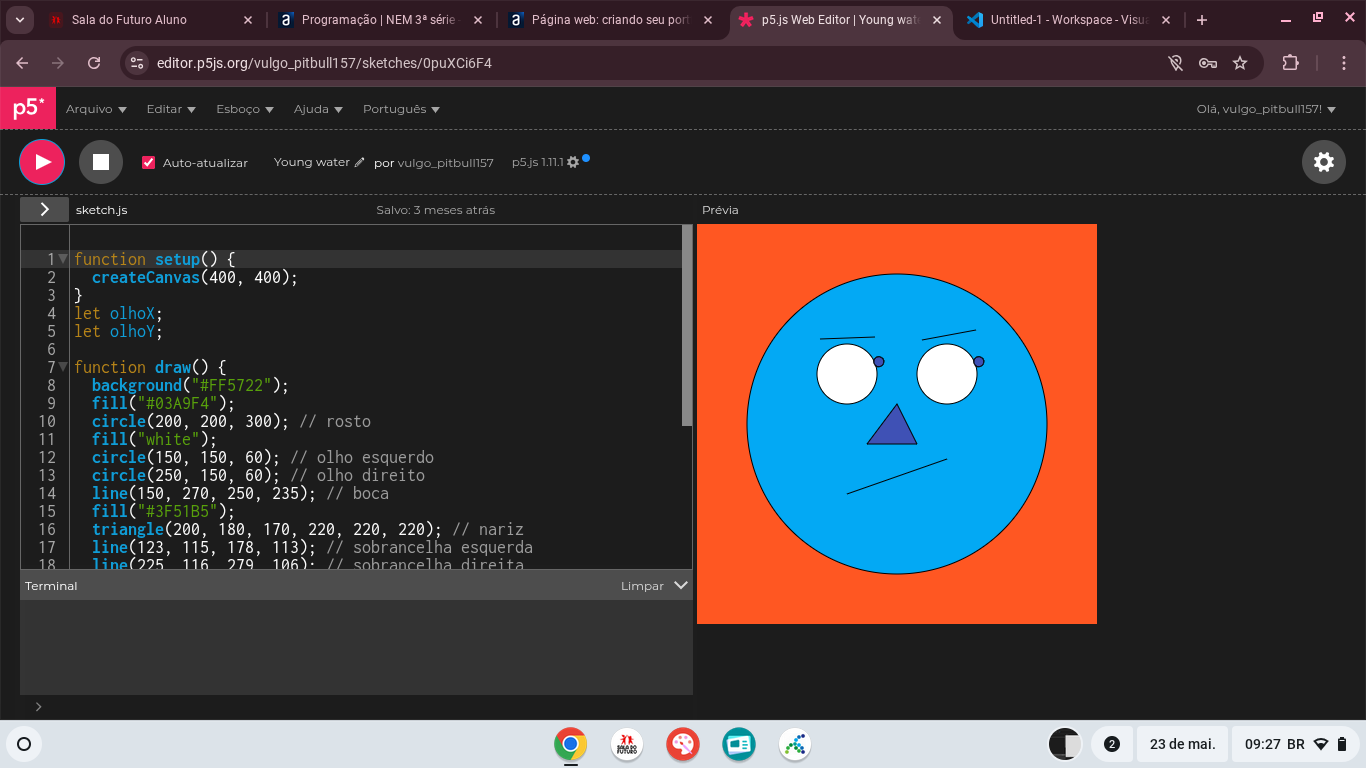 Sala do Futuro Aluno
Programação | NEM 3ª série
Página web: criando seu port
p5.js Web Editor | Young wat
Untitled-1 - Workspace - Visua
editor.p5js.org/vulgo_pitbull157/sketches/0puXCi6F4
p5* Arquivo Editar Esboço Ajuda Português Olá, vulgo_pitbull157!
Auto-atualizar Young water por vulgo_pitbull157 p5.js 1.11.1
sketch.js Salvo: 3 meses atrás Prévia
1 function setup() {
2 createCanvas(400, 400);
3 }
4 let olhoX;
5 let olhoY;
6
7 function draw() {
8 background("#FF5722");
9 fill("#03A9F4");
10 circle(200, 200, 300); // rosto
11 fill("white");
12 circle(150, 150, 60); // olho esquerdo
13 circle(250, 150, 60); // olho direito
14 line(150, 270, 250, 235); // boca
15 fill("#3F51B5");
16 triangle(200, 180, 170, 220, 220, 220); // nariz
17 line(123, 115, 178, 113); // sobrancelha esquerda
18 line(225, 116, 279, 106); // sobrancelha direita
Terminal Limpar
>
SALA DO FUTURO
2 23 de mai. 09:27 BR